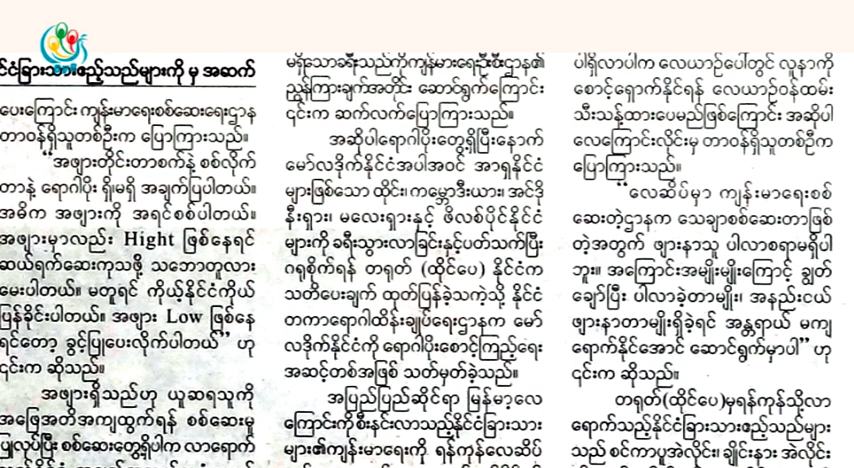 နိုင်ငံခြားသားဧည့်သည်များကို မှ အဆက်
ပေးကြောင်း ကျန်းမာရေးစစ်ဆေးရေးဌာန
တာဝန်ရှိသူတစ်ဦးက ပြောကြားသည်။
“အဖျားတိုင်းတာစက်နဲ့ စစ်လိုက်
တာနဲ့ ရောဂါပိုး ရှိ၊မရှိ အချက်ပြပါတယ်။
အဓိက အဖျားကို အရင်စစ်ပါတယ်။
အဖျားမှာလည်း Hight ဖြစ်နေရင်
ဆယ်ရက်ဆေးကုသဖို့ သဘောတူလား
မေးပါတယ်။ မတူရင် ကိုယ့်နိုင်ငံကိုယ်
ပြန်ခိုင်းပါတယ်။ အဖျား Low ဖြစ်နေ
ရင်တော့ ခွင့်ပြုပေးလိုက်ပါတယ်” ဟု
၎င်းက ဆိုသည်။
အဖျားရှိသည်ဟု ယူဆရသူကို
အဖြေအတိအကျထွက်ရန် စစ်ဆေးမှု
ပြုလုပ်ပြီး စစ်ဆေးတွေ့ရှိပါက လာရောက်
မရှိသောခရီးသည်ကိုကျန်းမာရေးဦးစီးဌာန၏
ညွှန်ကြားချက်အတိုင်း ဆောင်ရွက်ကြောင်း
၎င်းက ဆက်လက်ပြောကြားသည်။
အဆိုပါရောဂါပိုးတွေ့ရှိပြီးနောက်
မော်လဒိုက်နိုင်ငံအပါအဝင် အာရှနိုင်ငံ
များဖြစ်သော ထိုင်း၊ ကမ္ဘောဒီးယား၊ အင်ဒို
နီးရှား၊ မလေးရှားနှင့် ဖိလစ်ပိုင်နိုင်ငံ
များကို ခရီးသွားလာခြင်းနှင့်ပတ်သက်ပြီး
ဂရုစိုက်ရန် တရုတ် (ထိုင်ပေ) နိုင်ငံက
သတိပေးချက် ထုတ်ပြန်ခဲ့သကဲ့သို့ နိုင်ငံ
တကာရောဂါထိန်းချုပ်ရေးဌာနက မော်
လဒိုက်နိုင်ငံကို ရောဂါပိုးစောင့်ကြည့်ရေး
အဆင့်တစ်အဖြစ် သတ်မှတ်ခဲ့သည်။
အပြည်ပြည်ဆိုင်ရာ မြန်မာ့လေ
ကြောင်းကိုစီးနင်းလာသည့်နိုင်ငံခြားသား
များ၏ကျန်းမာရေးကို ရန်ကုန်လေဆိပ်
ပါရှိလာပါက လေယာဉ်ပေါ်တွင် လူနာကို
စောင့်ရှောက်နိုင်ရန် လေယာဉ်ဝန်ထမ်း
သီးသန့်ထားပေးမည်ဖြစ်ကြောင်း အဆိုပါ
လေကြောင်းလိုင်းမှ တာဝန်ရှိသူတစ်ဦးက
ပြောကြားသည်။
“လေဆိပ်မှာ ကျန်းမာရေးစစ်
ဆေးတဲ့ဌာနက သေချာစစ်ဆေးတာဖြစ်
တဲ့အတွက် ဖျားနာသူ ပါလာစရာမရှိပါ
ဘူး။ အကြောင်းအမျိုးမျိုးကြောင့် ချွတ်
ချော်ပြီး ပါလာခဲ့တာမျိုး၊ အနည်းငယ်
ဖျားနာတာမျိုးရှိခဲ့ရင် အန္တရာယ် မကျ
ရောက်နိုင်အောင် ဆောင်ရွက်မှာပါ” ဟု
၎င်းက ဆိုသည်။
တရုတ်(ထိုင်ပေ)မှရန်ကုန်သို့လာ
ရောက်သည့်နိုင်ငံခြားသားဧည့်သည်များ
သည် စင်ကာပူအဲလိုင်း၊ ချိုင်းနား အဲလိုင်း